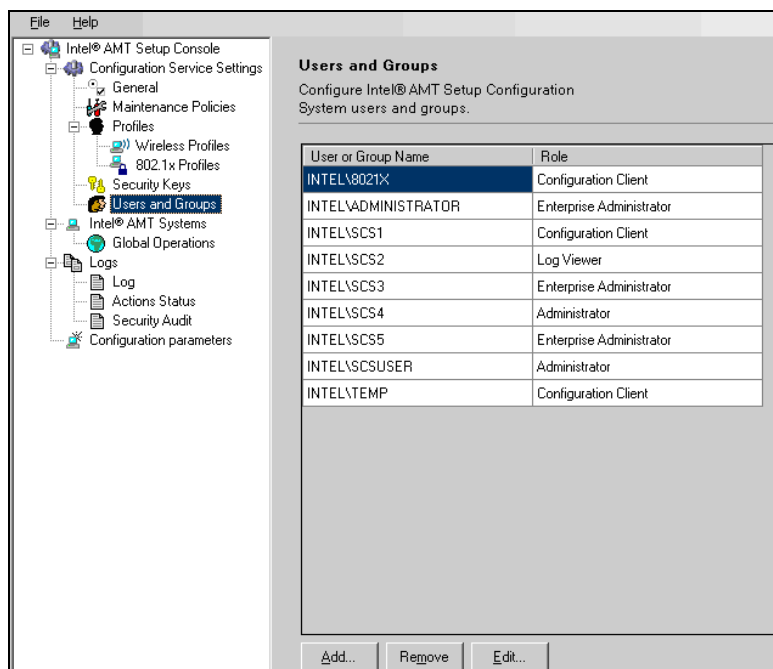 File Help
Intel® AMT Setup Console
Configuration Service Settings
General
Maintenance Policies
Profiles
Wireless Profiles
802.1x Profiles
Security Keys
Users and Groups
Intel® AMT Systems
Global Operations
Logs
Log
Actions Status
Security Audit
Configuration parameters
Users and Groups
Configure Intel® AMT Setup Configuration
System users and groups.
User or Group Name Role
INTEL\8021X Configuration Client
INTEL\ADMINISTRATOR Enterprise Administrator
INTEL\SCS1 Configuration Client
INTEL\SCS2 Log Viewer
INTEL\SCS3 Enterprise Administrator
INTEL\SCS4 Administrator
INTEL\SCS5 Enterprise Administrator
INTEL\SCSUSER Administrator
INTEL\TEMP Configuration Client
Add... Remove Edit...